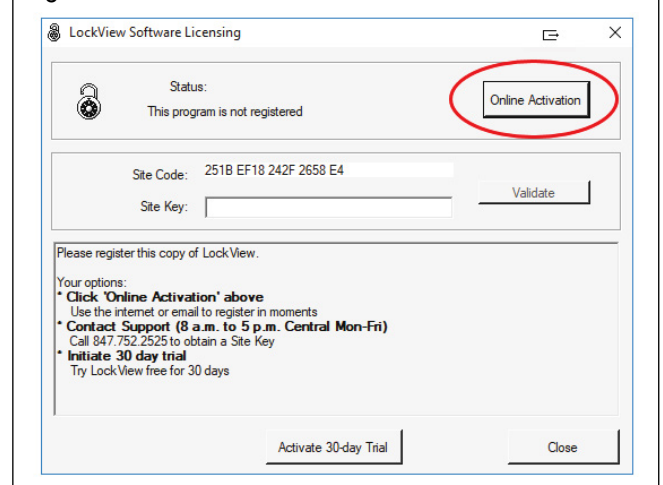 LockView Software Licensing
Status:
This program is not registered
Online Activation
Site Code: 251B EF18 242F 2658 E4
Site Key:
Validate
Please register this copy of LockView.
Your options:
* Click 'Online Activation' above
Use the internet or email to register in moments
* Contact Support (8 a.m. to 5 p.m. Central Mon-Fri)
Call 847.752.2525 to obtain a Site Key
* Initiate 30 day trial
Try LockView free for 30 days
Activate 30-day Trial
Close